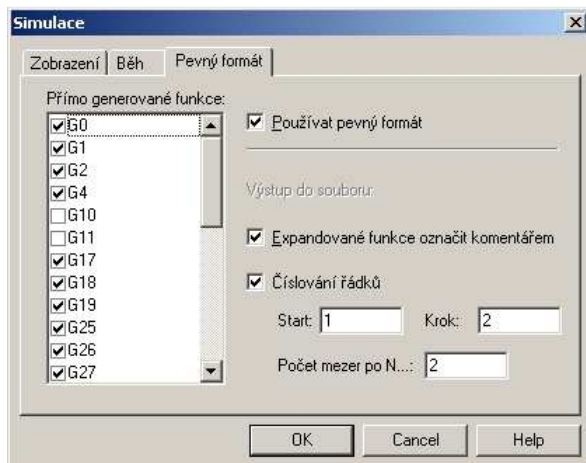 Simulace
Zobrazení Běh Pevný formát
Přímo generované funkce:
G0
G1
G2
G4
G10
G11
G17
G18
G19
G25
G26
G27
Používat pevný formát
Výstup do souboru:
Expandované funkce označit komentářem
Číslování řádků
Start: 1 Krok: 2
Počet mezer po N...: 2
OK Cancel Help